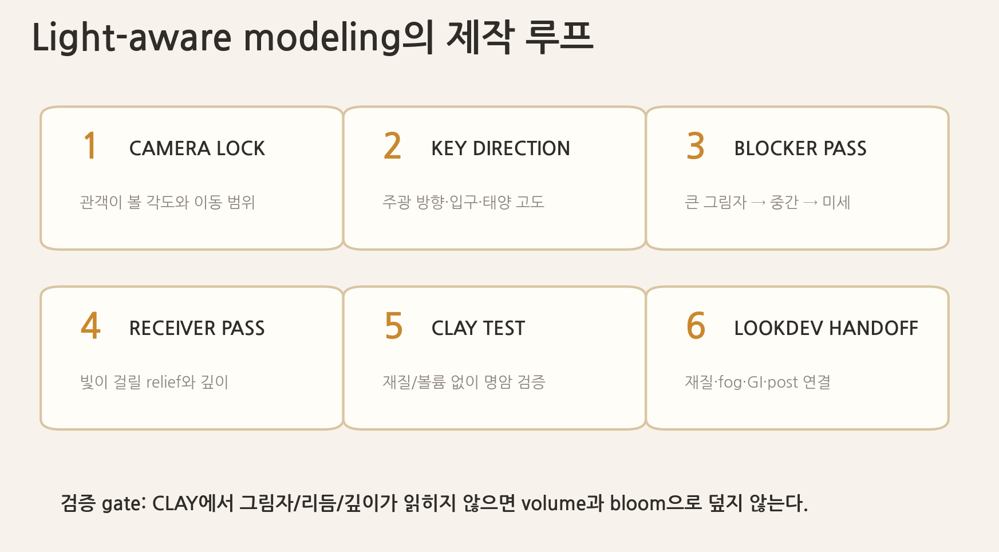 Light-aware modeling의 제작 루프
1 CAMERA LOCK
관객이 볼 각도와 이동 범위
2 KEY DIRECTION
주광 방향·입구·태양 고도
3 BLOCKER PASS
큰 그림자 → 중간 → 미세
4 RECEIVER PASS
빛이 걸릴 relief와 깊이
5 CLAY TEST
재질/볼륨 없이 명암 검증
6 LOOKDEV HANDOFF
재질·fog·GI·post 연결
검증 gate: CLAY에서 그림자/리듬/깊이가 읽히지 않으면 volume과 bloom으로 덮지 않는다.